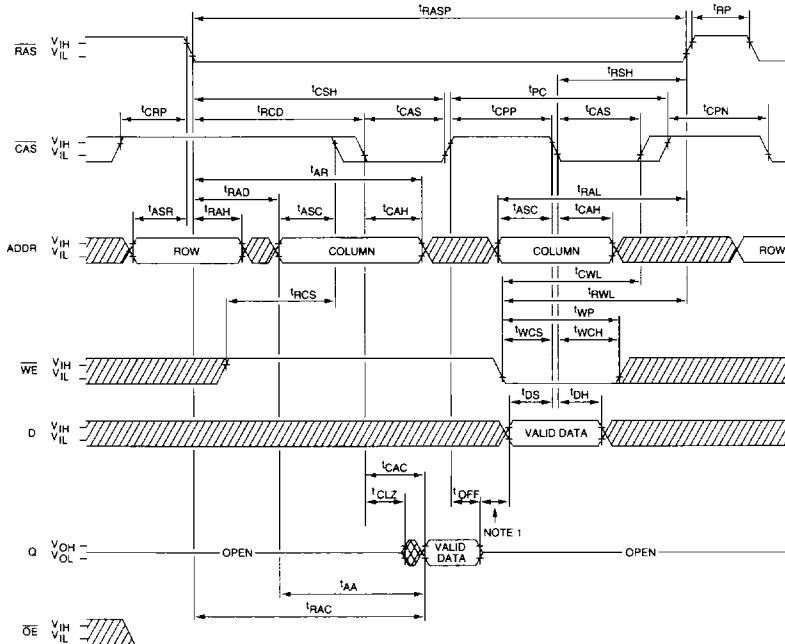 tRASP
tRP
RAS VIH VIL
tRSH
tCSH
tPC
tCRP
tRCD
tCAS
tCPP
tCAS
tCPN
CAS VIH VIL
tAR
tRAD
tRAL
tASR
tRAH
tASC
tCAH
tASC
tCAH
ADDR VIH VIL
ROW
COLUMN
COLUMN
ROW
tCWL
tRCS
tRWL
tWP
tWCS
tWCH
WE VIH VIL
tDS
tDH
D VIH VIL
VALID DATA
tCAC
tCLZ
tOFF
NOTE 1
Q VOH VOL
OPEN
VALID
DATA
OPEN
tAA
tRAC
OE VIH VIL